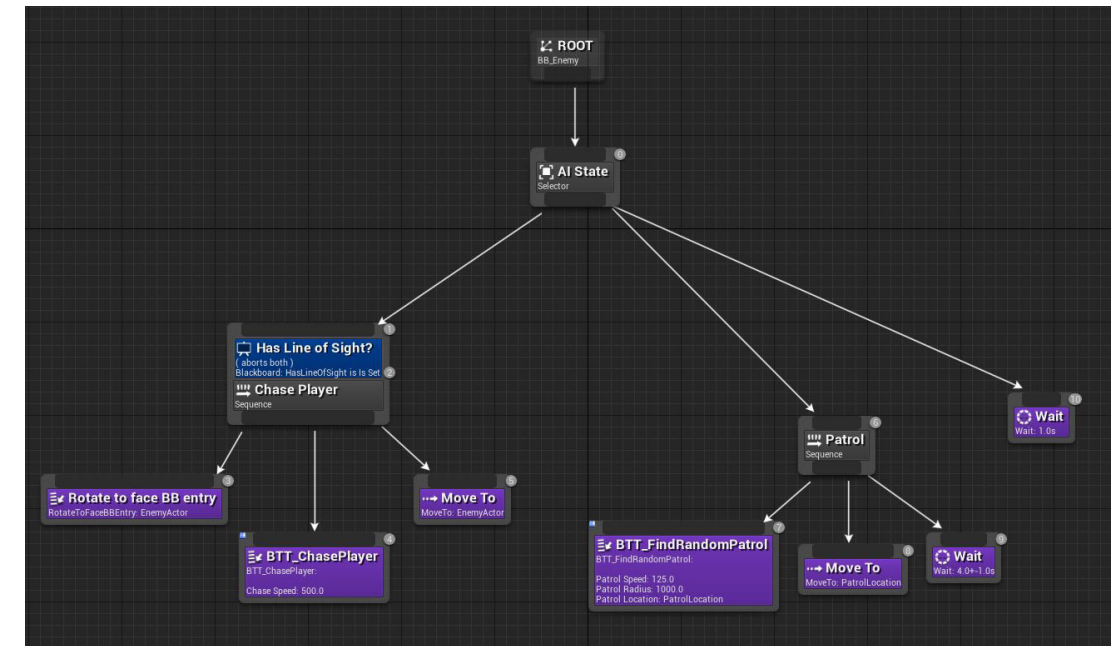 ROOT
BB_Enemy
0
AI State
Selector
1
Has Line of Sight?
( aborts both )
Blackboard: HasLineOfSight is Is Set
2
Chase Player
Sequence
3
Rotate to face BB entry
RotateToFaceBBEntry: EnemyActor
4
BTT_ChasePlayer
BTT_ChasePlayer:
Chase Speed: 500.0
5
Move To
MoveTo: EnemyActor
6
Patrol
Sequence
7
BTT_FindRandomPatrol
BTT_FindRandomPatrol:
Patrol Speed: 125.0
Patrol Radius: 1000.0
Patrol Location: PatrolLocation
8
Move To
MoveTo: PatrolLocation
9
Wait
Wait: 4.0+-1.0s
10
Wait
Wait: 1.0s